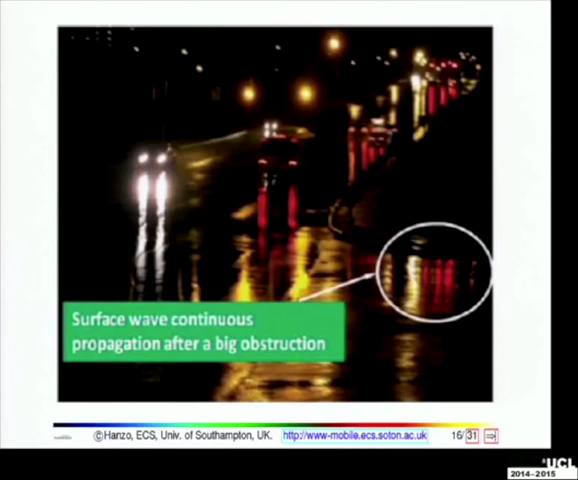 Surface wave continuous
propagation after a big obstruction
©Hanzo, ECS, Univ. of Southampton, UK. http://www-mobile.ecs.soton.ac.uk 16/31
UCL
2014-2015